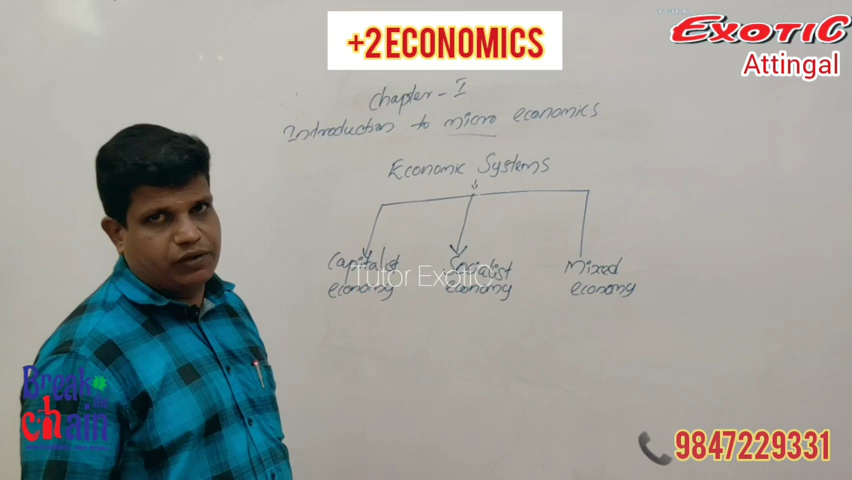 +2 ECONOMICS
EXOTIC
Attingal
Chapter - I
Introduction to micro economics
Economic Systems
Capitalist economy
Socialist economy
Mixed economy
Tutor ExotiC
Break
the
chain
9847229331